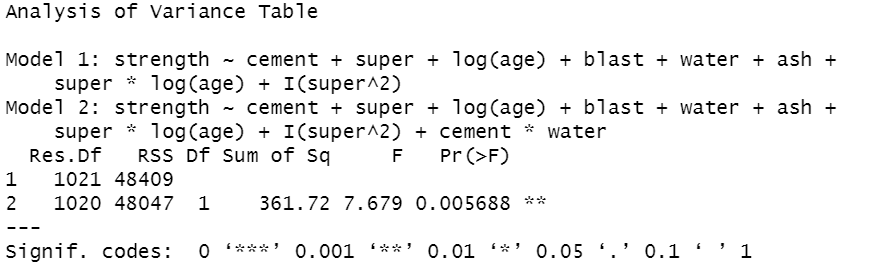 Analysis of Variance Table

Model 1: strength ~ cement + super + log(age) + blast + water + ash +
    super * log(age) + I(super^2)
Model 2: strength ~ cement + super + log(age) + blast + water + ash +
    super * log(age) + I(super^2) + cement * water
  Res.Df   RSS Df Sum of Sq     F   Pr(>F)
1   1021 48409
2   1020 48047  1    361.72 7.679 0.005688 **
---
Signif. codes:  0 ‘***’ 0.001 ‘**’ 0.01 ‘*’ 0.05 ‘.’ 0.1 ‘ ’ 1